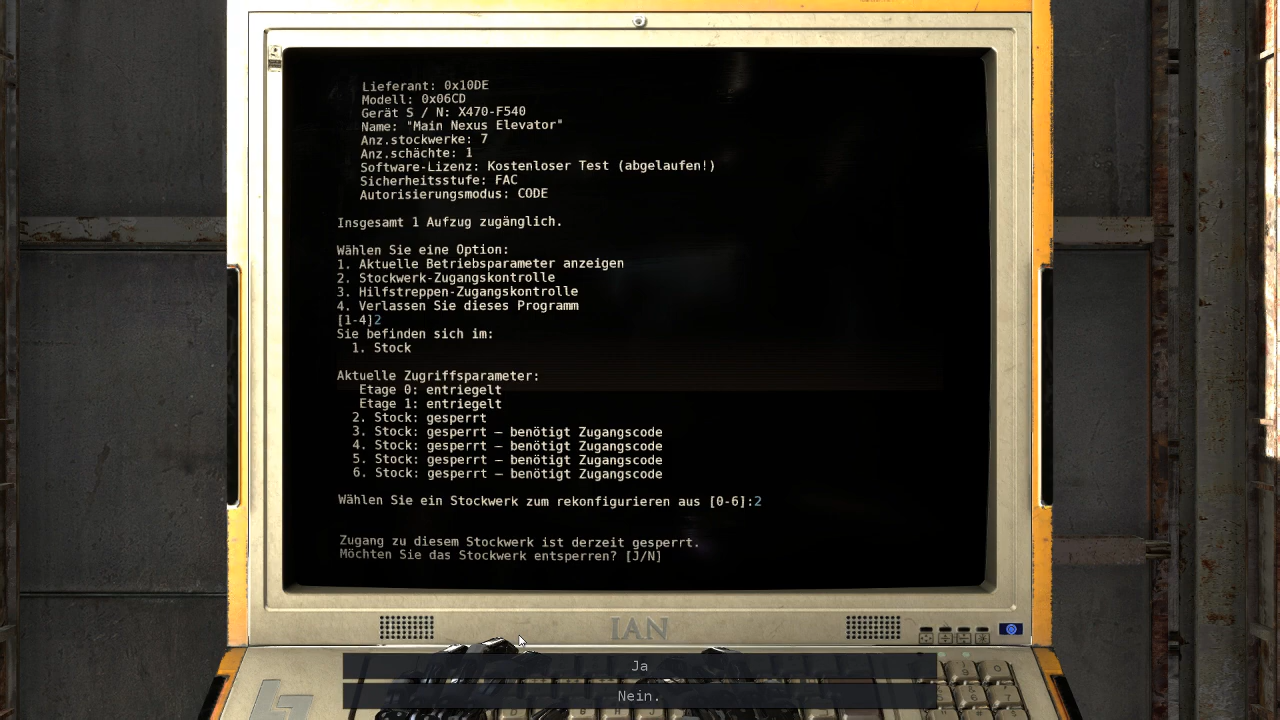 Lieferant: 0x10DE
Modell: 0x06CD
Gerät S / N: X470-F540
Name: "Main Nexus Elevator"
Anz.stockwerke: 7
Anz.schächte: 1
Software-Lizenz: Kostenloser Test (abgelaufen!)
Sicherheitsstufe: FAC
Autorisierungsmodus: CODE
Insgesamt 1 Aufzug zugänglich.
Wählen Sie eine Option:
1. Aktuelle Betriebsparameter anzeigen
2. Stockwerk-Zugangskontrolle
3. Hilfstreppen-Zugangskontrolle
4. Verlassen Sie dieses Programm
[1-4]2
Sie befinden sich im:
1. Stock
Aktuelle Zugriffsparameter:
Etage 0: entriegelt
Etage 1: entriegelt
2. Stock: gesperrt
3. Stock: gesperrt – benötigt Zugangscode
4. Stock: gesperrt – benötigt Zugangscode
5. Stock: gesperrt – benötigt Zugangscode
6. Stock: gesperrt – benötigt Zugangscode
Wählen Sie ein Stockwerk zum rekonfigurieren aus [0-6]:2
Zugang zu diesem Stockwerk ist derzeit gesperrt.
Möchten Sie das Stockwerk entsperren? [J/N]
IAN
Ja
Nein.